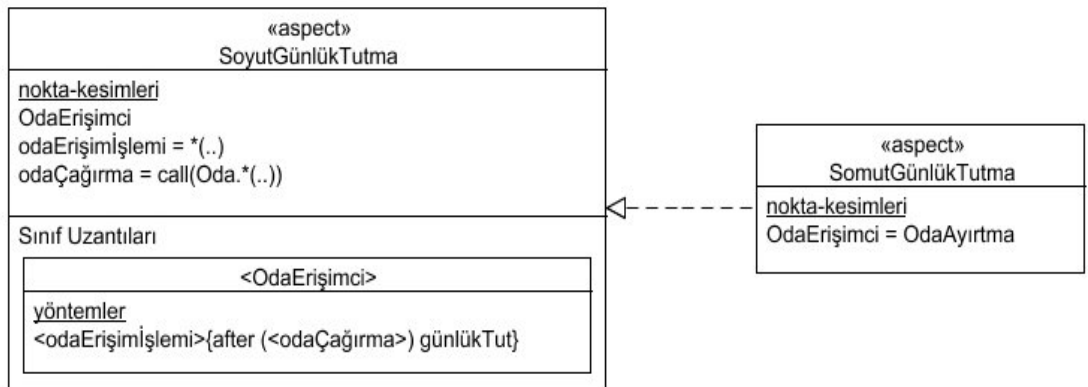 «aspect»
SoyutGünlükTutma
nokta-kesimleri
OdaErişimci
odaErişimİşlemi = *(..)
odaÇağırma = call(Oda.*(..))
Sınıf Uzantıları
<OdaErişimci>
yöntemler
<odaErişimİşlemi>{after (<odaÇağırma>) günlükTut}
«aspect»
SomutGünlükTutma
nokta-kesimleri
OdaErişimci = OdaAyırtma